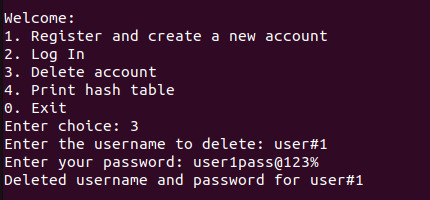 Welcome:
1. Register and create a new account
2. Log In
3. Delete account
4. Print hash table
0. Exit
Enter choice: 3
Enter the username to delete: user#1
Enter your password: user1pass@123%
Deleted username and password for user#1